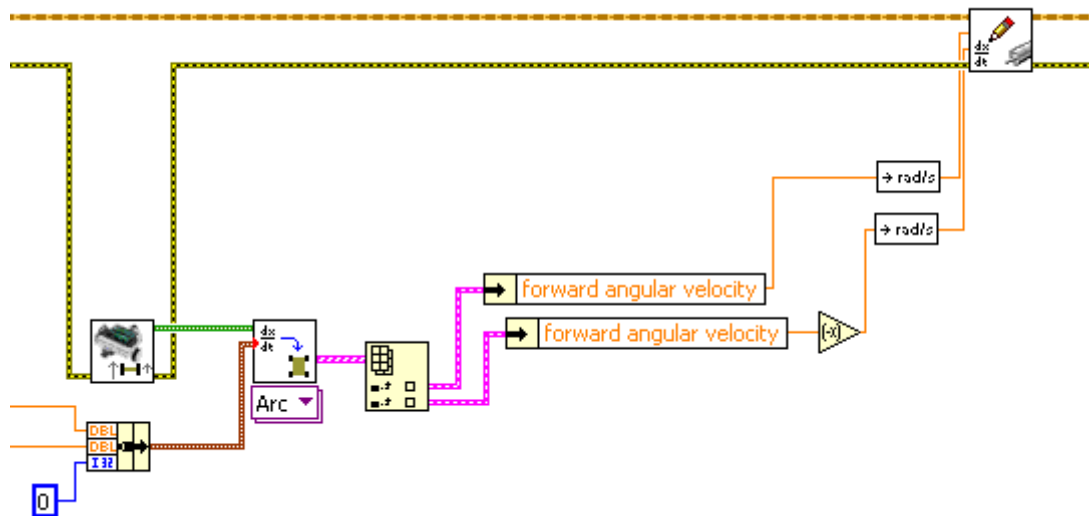 dx
dt
→ rad/s
→ rad/s
forward angular velocity
forward angular velocity
(-X)
dx
dt
Arc
DBL
DBL
I32
0